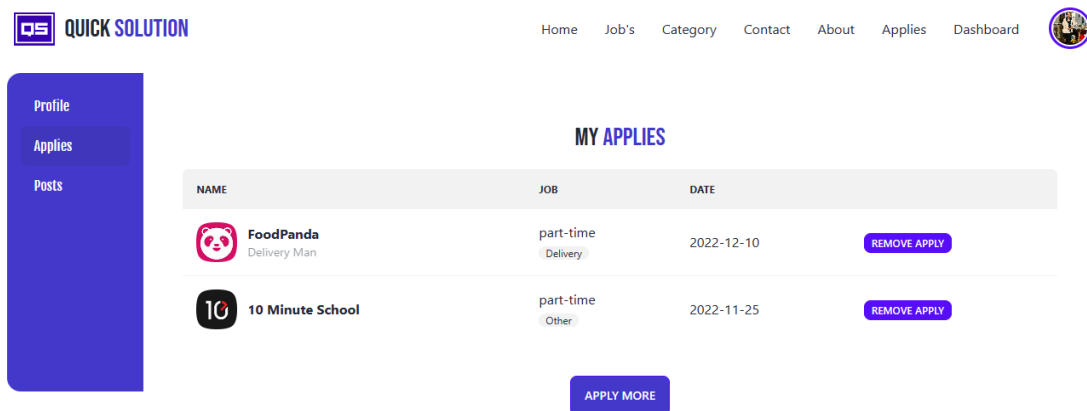 QS QUICK SOLUTION
Home Job's Category Contact About Applies Dashboard
Profile
Applies
Posts
MY APPLIES
NAME JOB DATE
FoodPanda
Delivery Man
part-time
Delivery
2022-12-10
REMOVE APPLY
10
10 Minute School
part-time
Other
2022-11-25
REMOVE APPLY
APPLY MORE